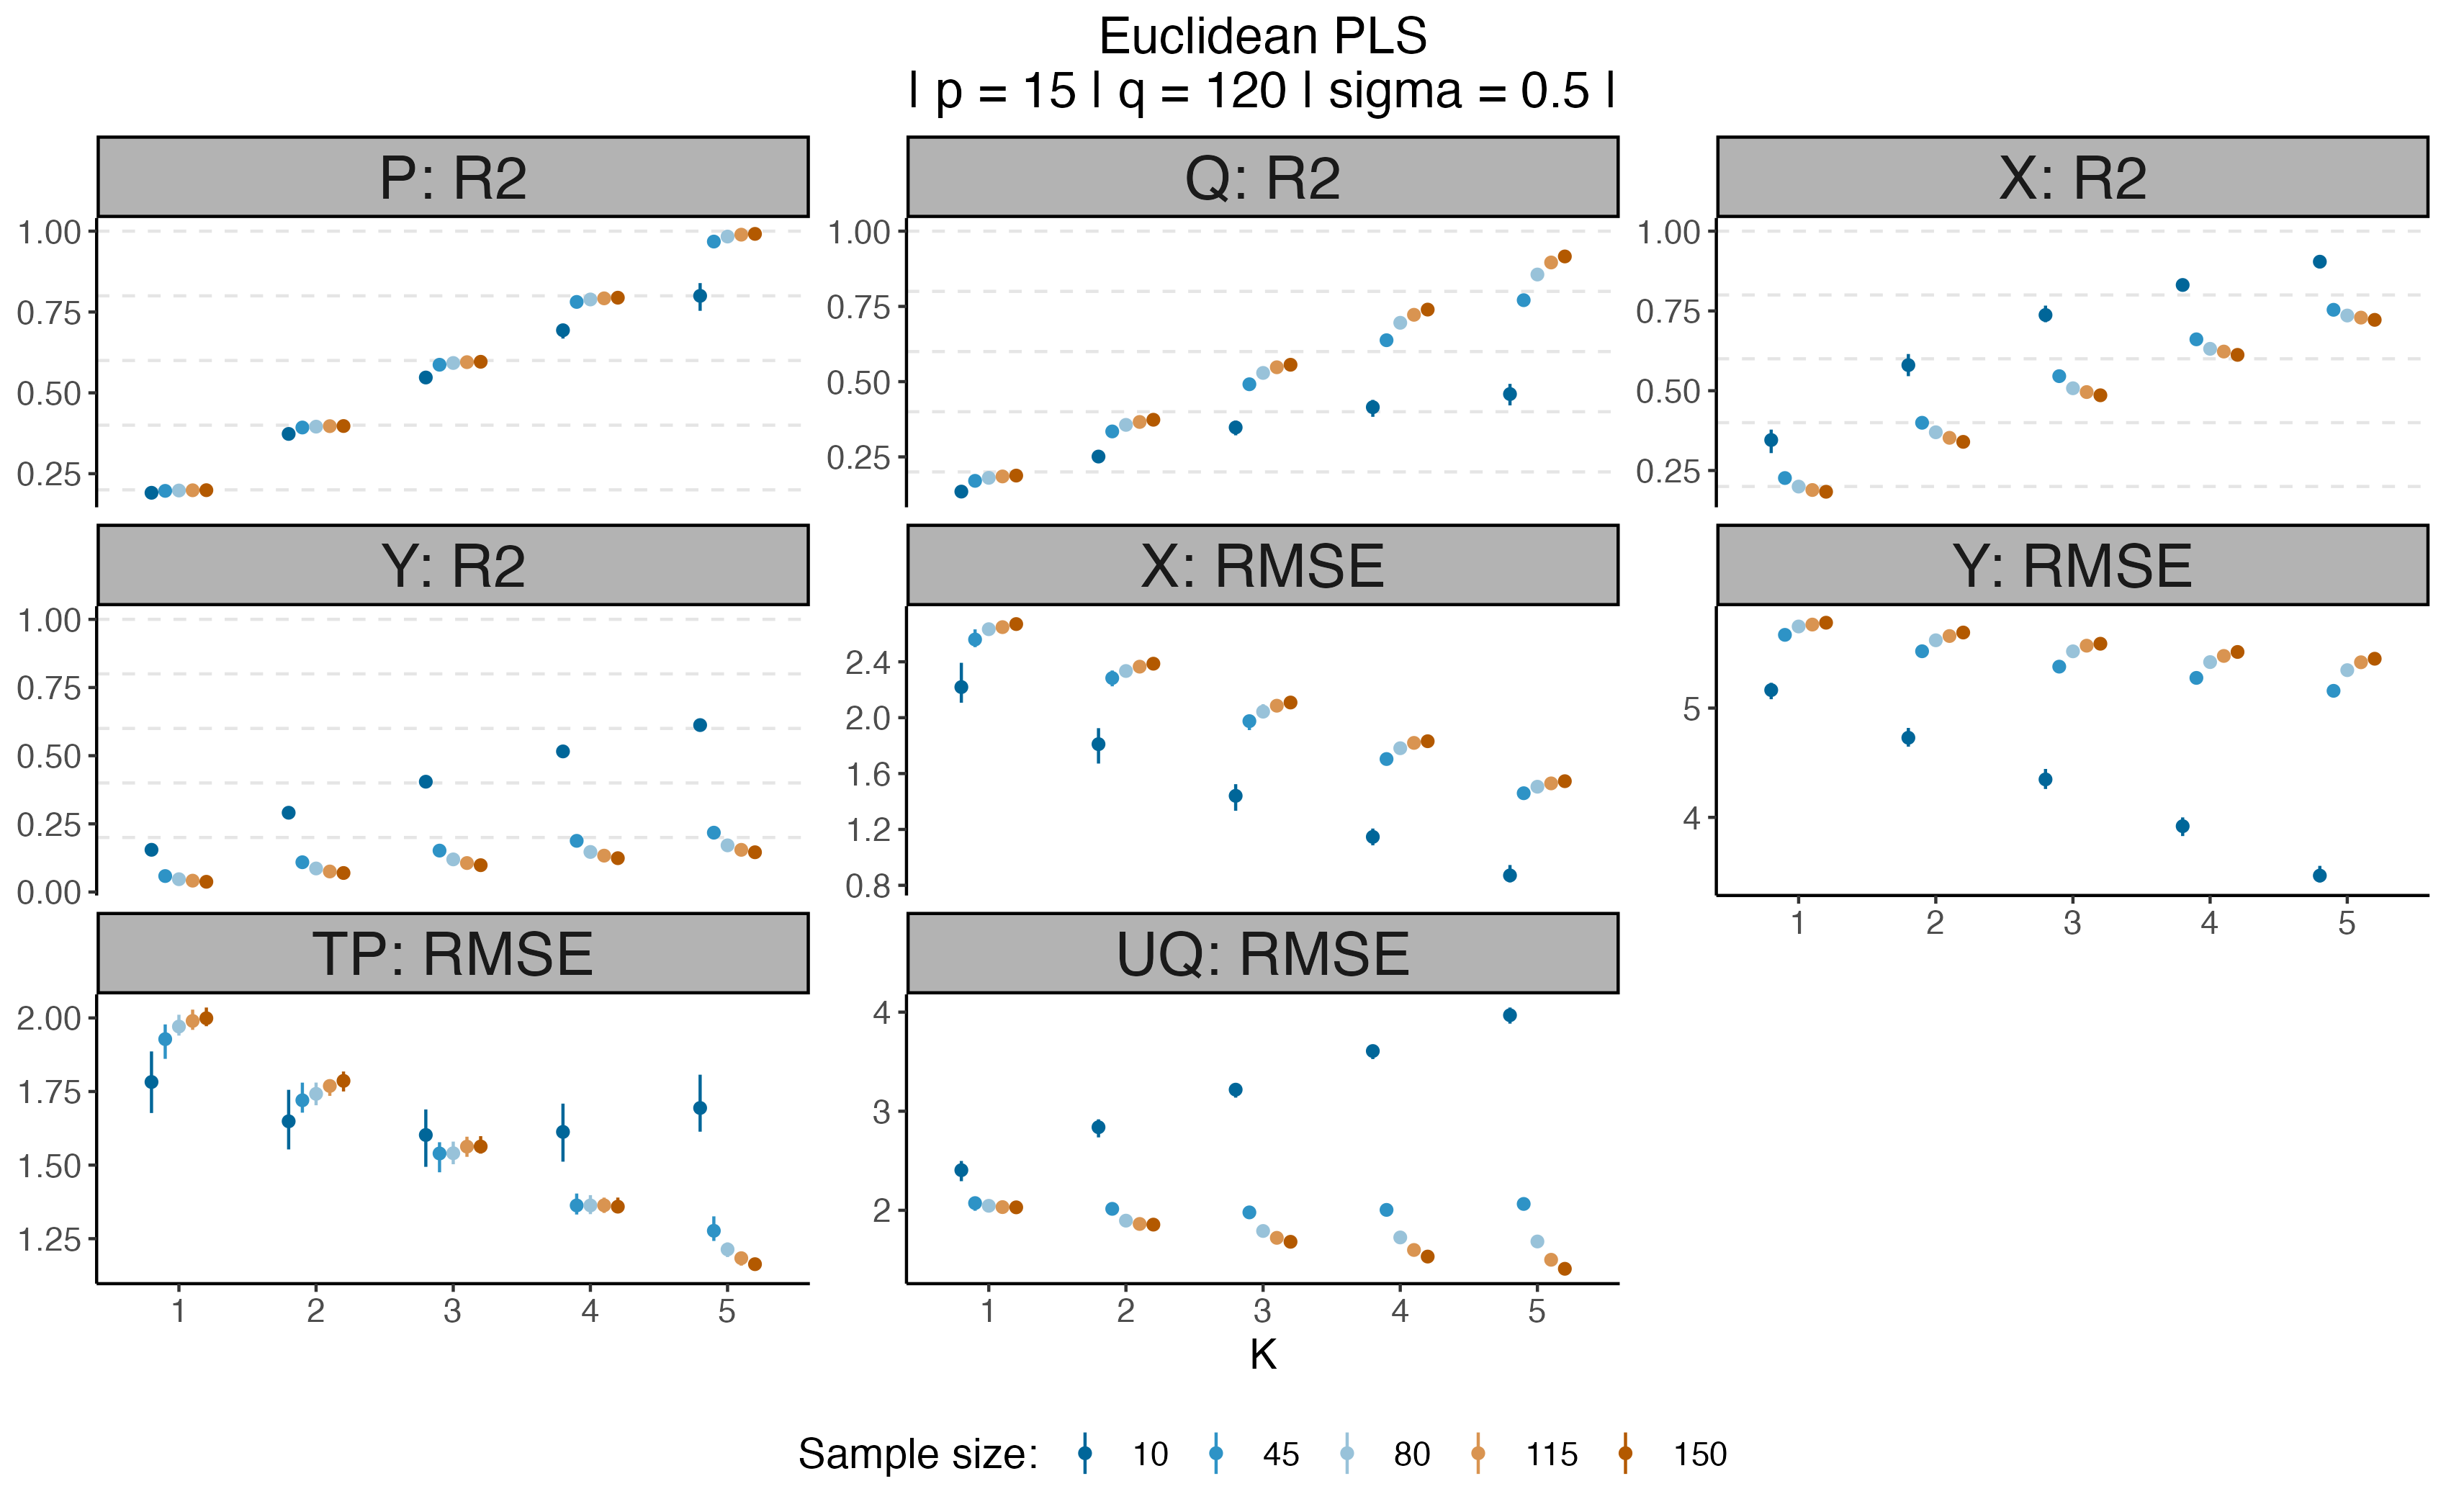 Euclidean PLS
| p = 15 | q = 120 | sigma = 0.5 |
P: R2
Q: R2
X: R2
1.00
0.75
0.50
0.25
1.00
0.75
0.50
0.25
1.00
0.75
0.50
0.25
Y: R2
X: RMSE
Y: RMSE
1.00
0.75
0.50
0.25
0.00
2.4
2.0
1.6
1.2
0.8
5
4
1 2 3 4 5
TP: RMSE
UQ: RMSE
2.00
1.75
1.50
1.25
4
3
2
1 2 3 4 5
1 2 3 4 5
K
Sample size: 10 45 80 115 150